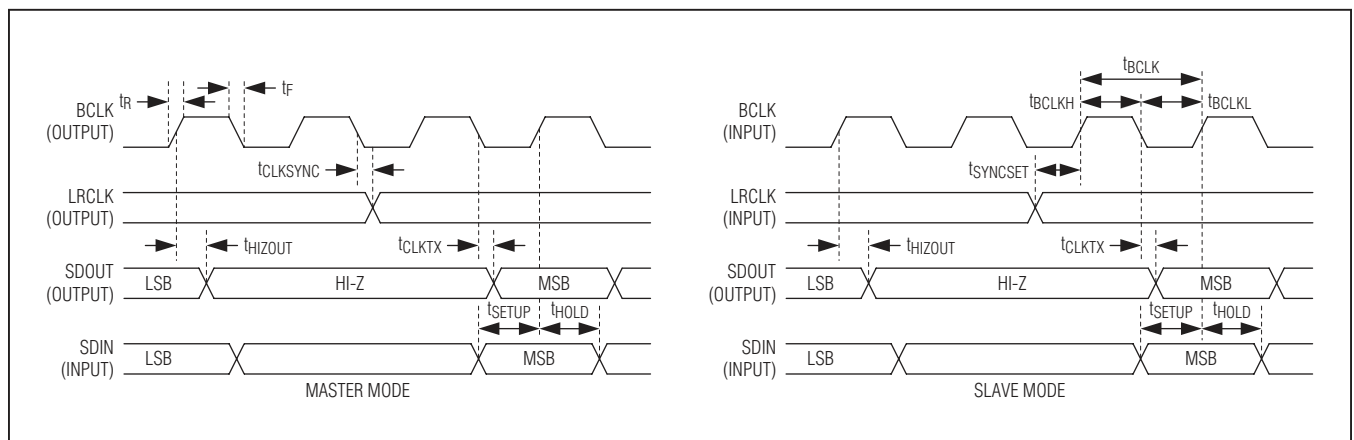 tR
tF
BCLK
(OUTPUT)
tCLKSYNC
LRCLK
(OUTPUT)
tHIZOUT
tCLKTX
SDOUT
(OUTPUT)
LSB
HI-Z
MSB
tSETUP
tHOLD
SDIN
(INPUT)
LSB
MSB
MASTER MODE
tBCLK
tBCLKH
tBCLKL
BCLK
(INPUT)
tSYNCSET
LRCLK
(INPUT)
tHIZOUT
tCLKTX
SDOUT
(OUTPUT)
LSB
HI-Z
MSB
tSETUP
tHOLD
SDIN
(INPUT)
LSB
MSB
SLAVE MODE